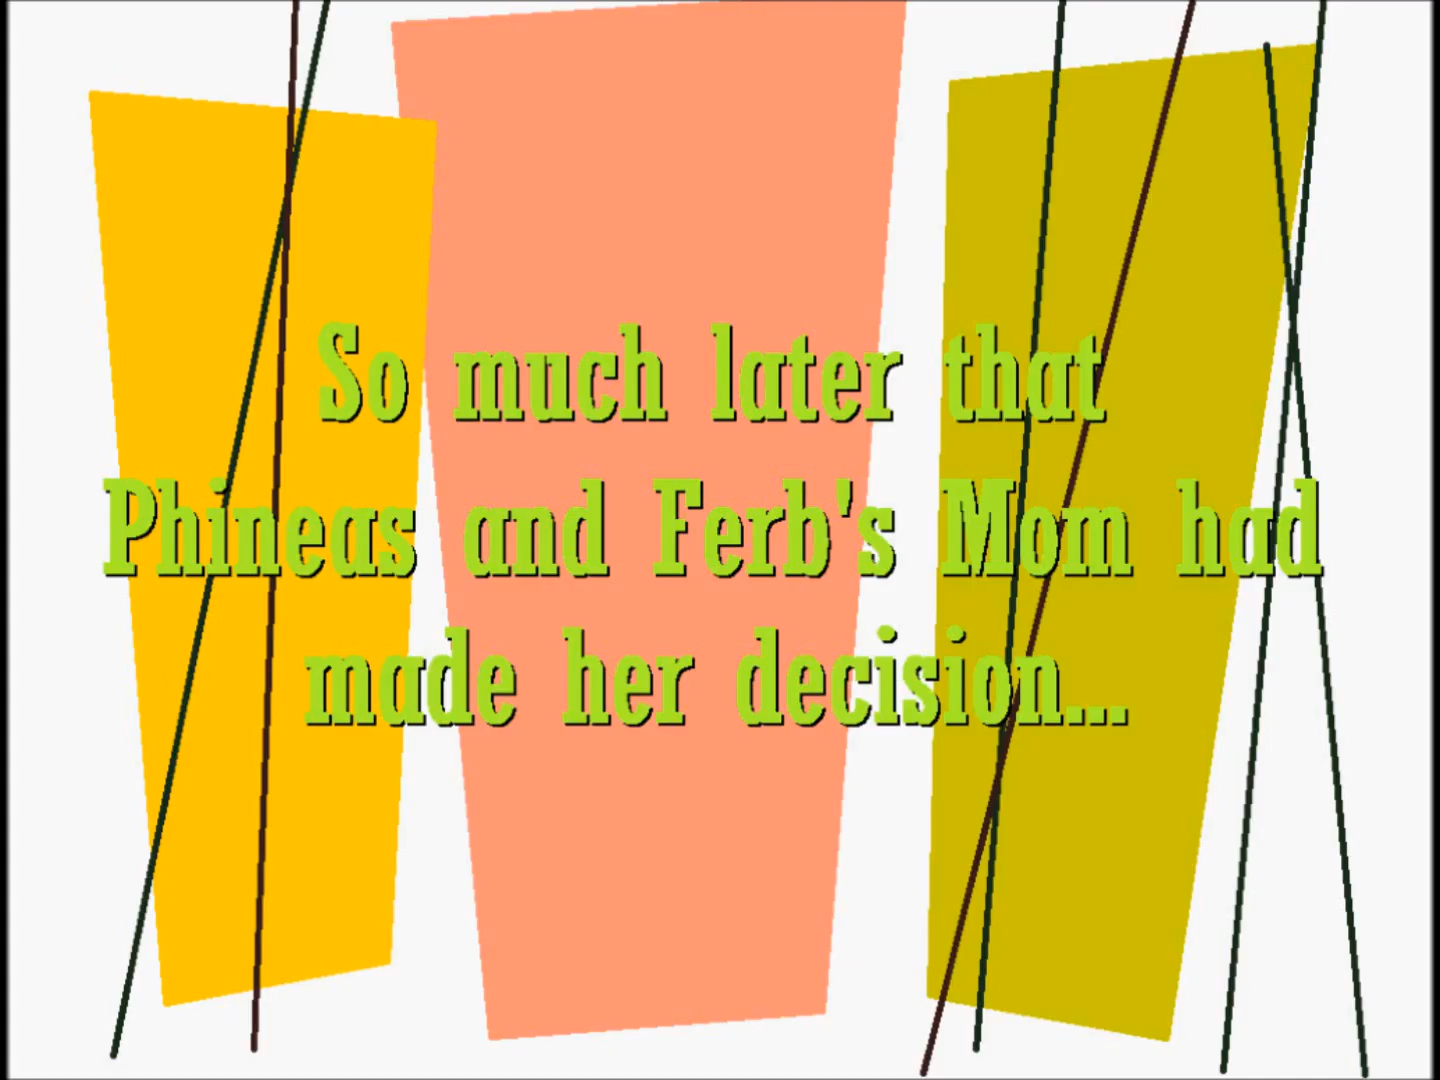 So much later that
Phineas and Ferb's Mom had
made her decision...